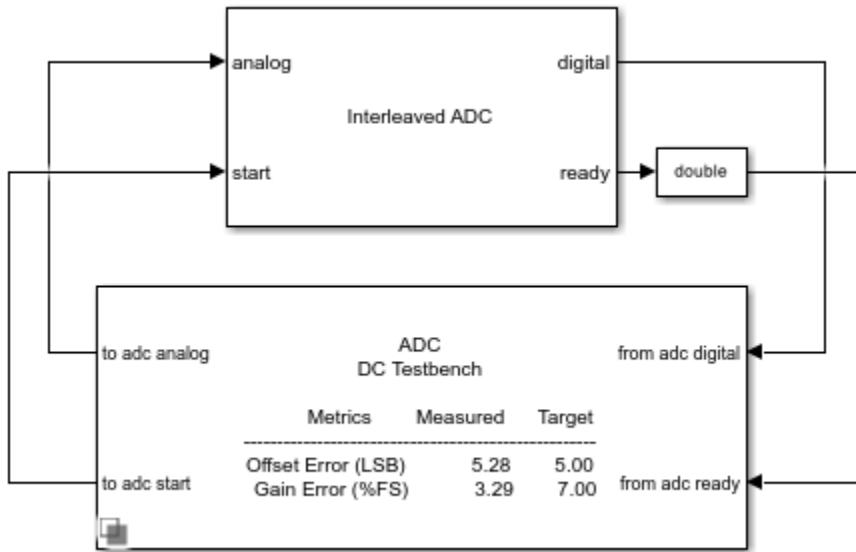 analog
digital
Interleaved ADC
start
ready
double
to adc analog
ADC
DC Testbench
from adc digital
Metrics Measured Target
----------------------------------------------------
Offset Error (LSB) 5.28 5.00
Gain Error (%FS) 3.29 7.00
to adc start
from adc ready